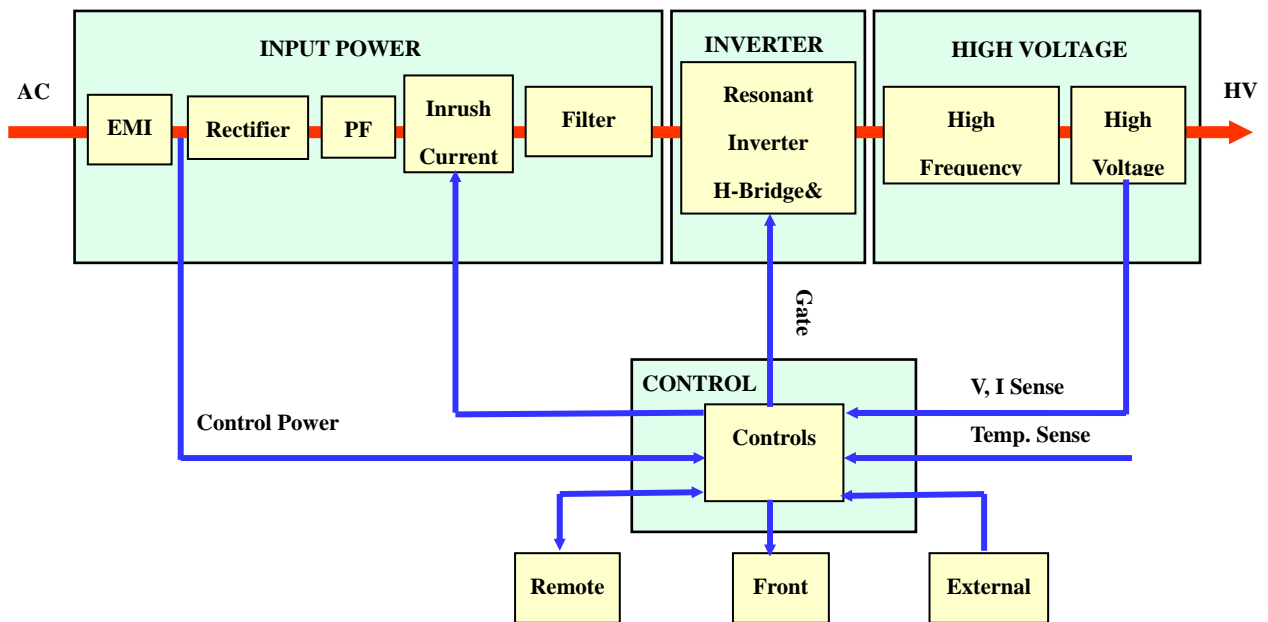 INPUT POWER
INVERTER
HIGH VOLTAGE
AC
HV
EMI
Rectifier
PF
Inrush
Current
Filter
Resonant
Inverter
H-Bridge&
High
Frequency
High
Voltage
Gate
CONTROL
Controls
Control Power
V, I Sense
Temp. Sense
Remote
Front
External